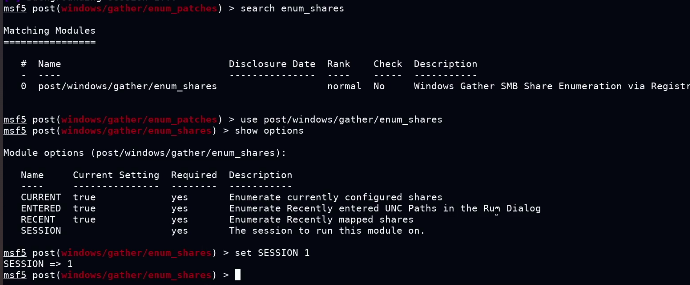 msf5 post(windows/gather/enum_patches) > search enum_shares
Matching Modules
================
# Name Disclosure Date Rank Check Description
- ---- --------------- ---- ----- -----------
0 post/windows/gather/enum_shares normal No Windows Gather SMB Share Enumeration via Registr
msf5 post(windows/gather/enum_patches) > use post/windows/gather/enum_shares
msf5 post(windows/gather/enum_shares) > show options
Module options (post/windows/gather/enum_shares):
Name Current Setting Required Description
---- --------------- -------- -----------
CURRENT true yes Enumerate currently configured shares
ENTERED true yes Enumerate Recently entered UNC Paths in the Run Dialog
RECENT true yes Enumerate Recently mapped shares
SESSION yes The session to run this module on.
msf5 post(windows/gather/enum_shares) > set SESSION 1
SESSION => 1
msf5 post(windows/gather/enum_shares) >